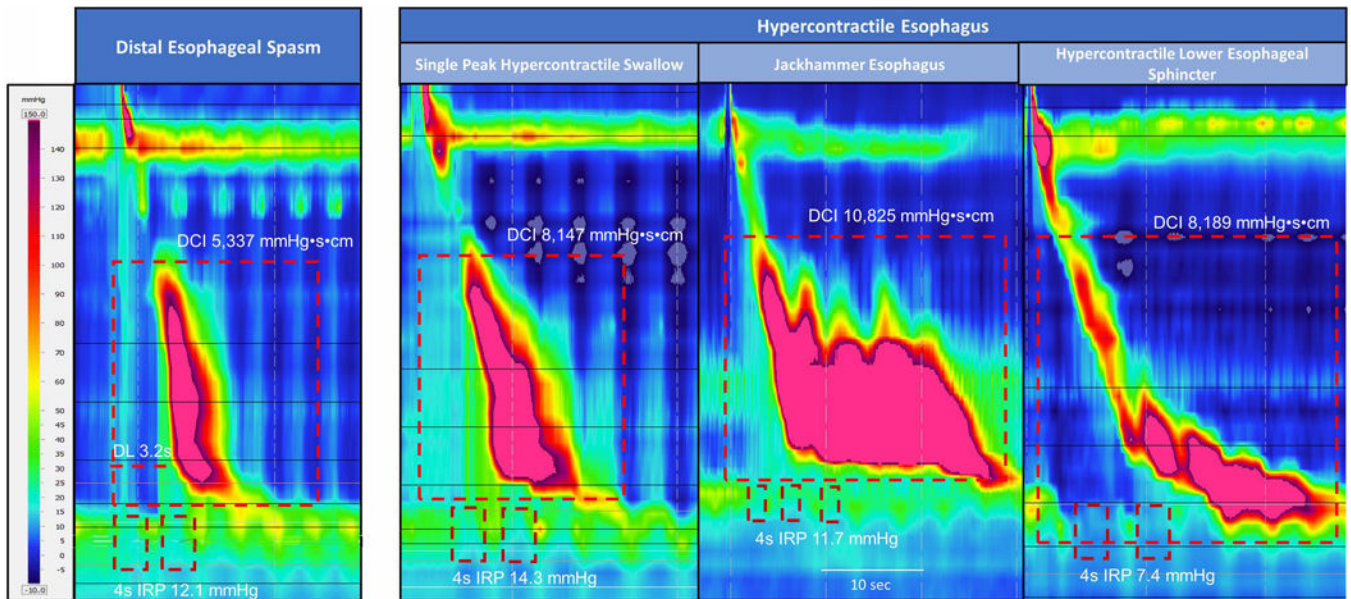 Distal Esophageal Spasm
Hypercontractile Esophagus
Single Peak Hypercontractile Swallow
Jackhammer Esophagus
Hypercontractile Lower Esophageal
Sphincter
mmHg
150.0
140
130
120
110
100
90
80
70
60
50
45
40
35
30
25
20
15
10
5
0
-5
-10.0
DCI 5,337 mmHg•s•cm
DL 3.2s
4s IRP 12.1 mmHg
DCI 8,147 mmHg•s•cm
4s IRP 14.3 mmHg
DCI 10,825 mmHg•s•cm
4s IRP 11.7 mmHg
10 sec
DCI 8,189 mmHg•s•cm
4s IRP 7.4 mmHg